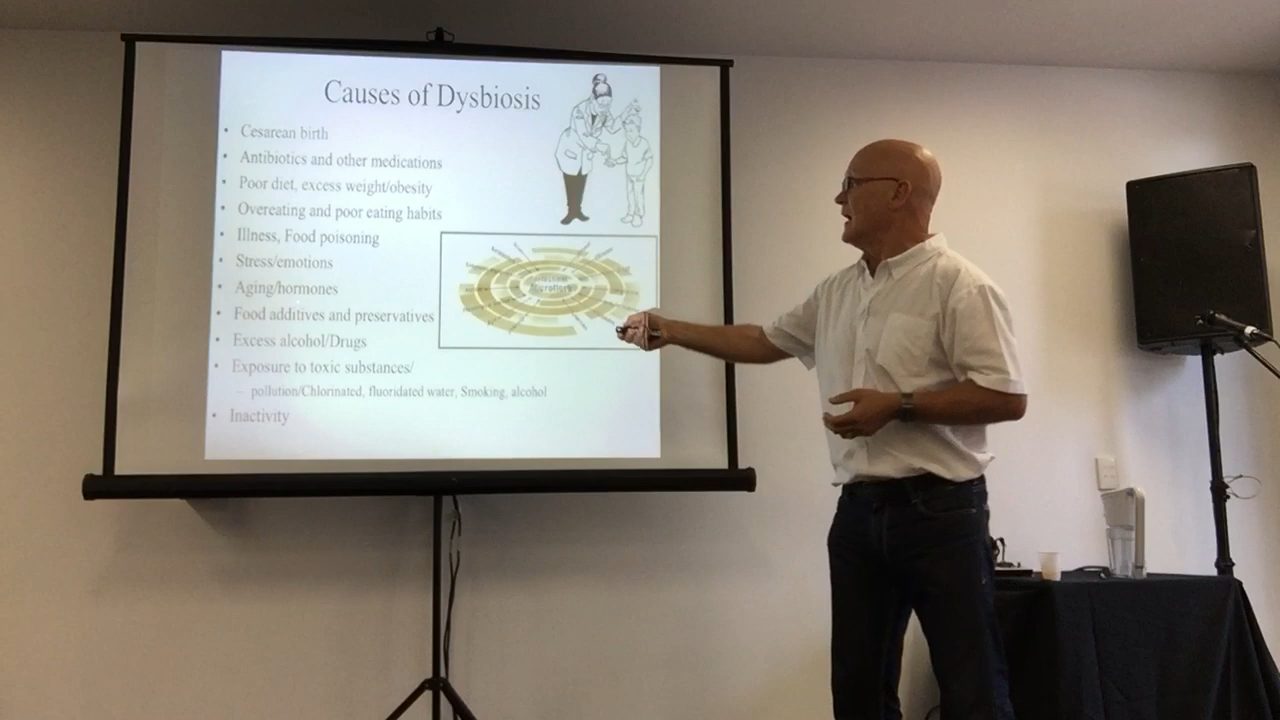 Causes of Dysbiosis
• Cesarean birth
• Antibiotics and other medications
• Poor diet, excess weight/obesity
• Overeating and poor eating habits
• Illness, Food poisoning
• Stress/emotions
• Aging/hormones
• Food additives and preservatives
• Excess alcohol/Drugs
• Exposure to toxic substances/
– pollution/Chlorinated, fluoridated water, Smoking, alcohol
• Inactivity
Microflora